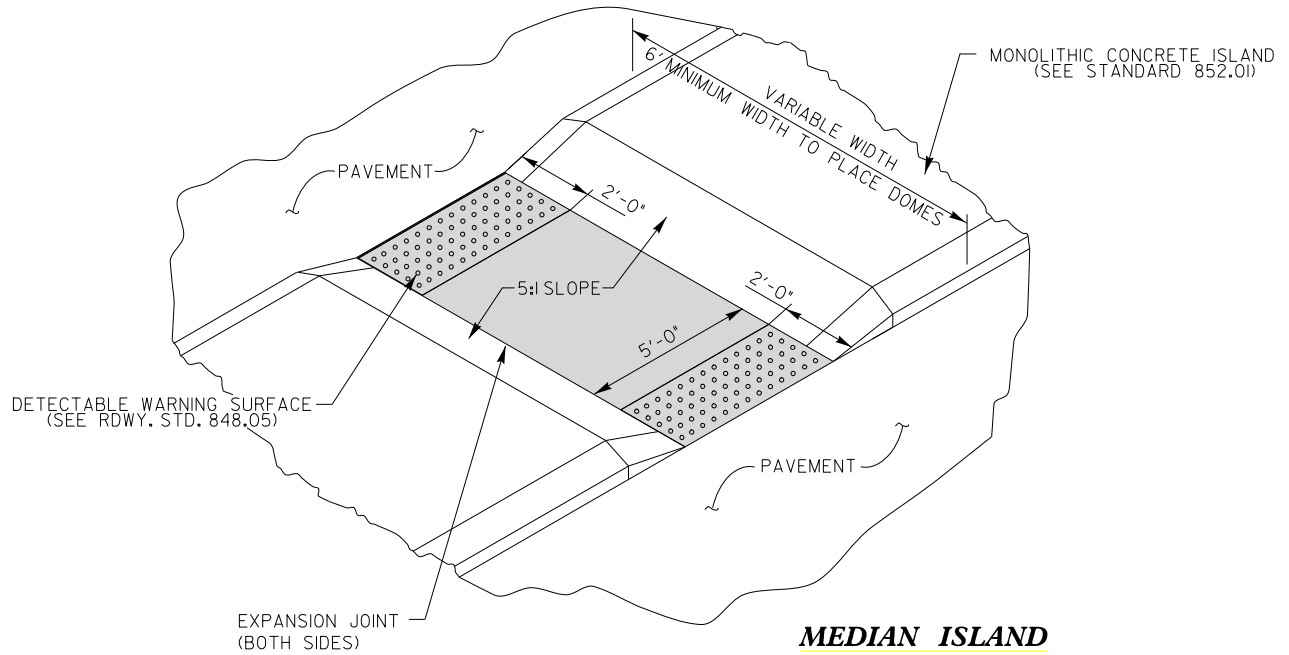 MONOLITHIC CONCRETE ISLAND
(SEE STANDARD 852.01)
VARIABLE WIDTH
6' MINIMUM WIDTH TO PLACE DOMES
PAVEMENT
2'-0"
5:1 SLOPE
2'-0"
5'-0"
DETECTABLE WARNING SURFACE
(SEE RDWY. STD. 848.05)
PAVEMENT
EXPANSION JOINT
(BOTH SIDES)
MEDIAN ISLAND